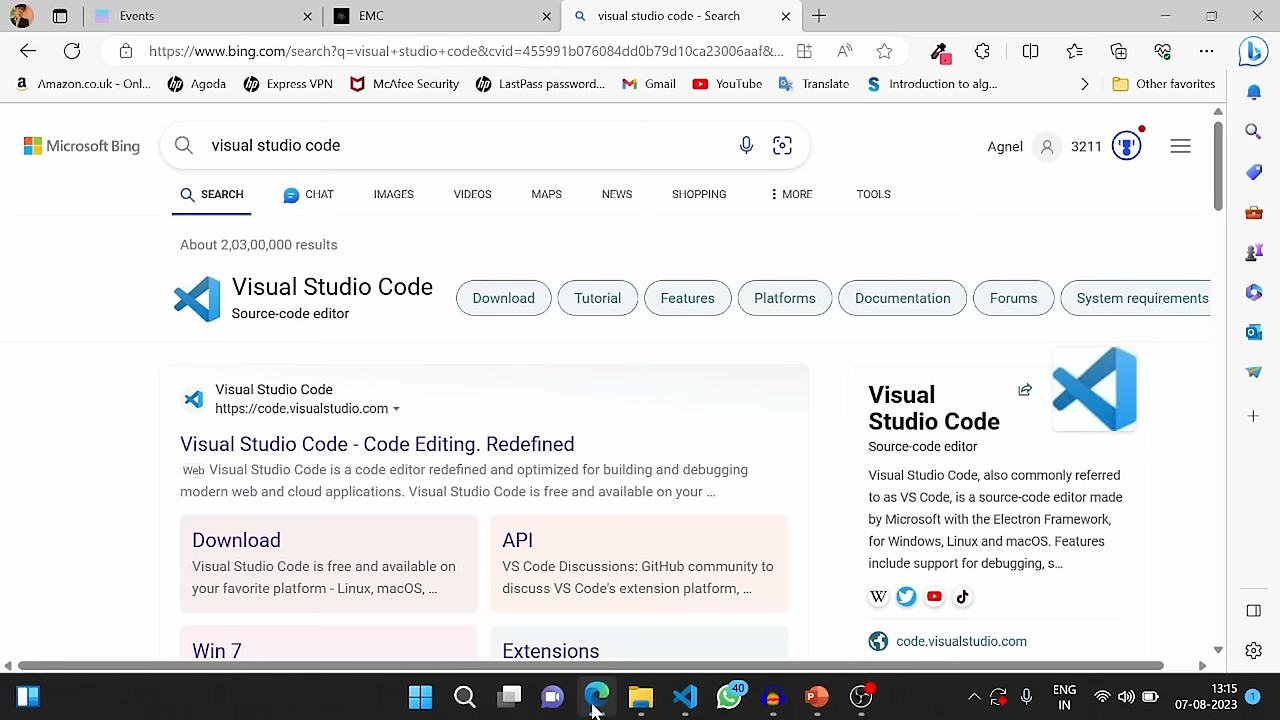 Events
EMC
visual studio code - Search
https://www.bing.com/search?q=visual+studio+code&cvid=455991b076084dd0b79d10ca23006aaf&...
Amazon.co.uk - Onl...
Agoda
Express VPN
McAfee Security
LastPass password...
Gmail
YouTube
Translate
Introduction to alg...
Other favorites
Microsoft Bing
visual studio code
Agnel
3211
SEARCH
CHAT
IMAGES
VIDEOS
MAPS
NEWS
SHOPPING
MORE
TOOLS
About 2,03,00,000 results
Visual Studio Code
Source-code editor
Download
Tutorial
Features
Platforms
Documentation
Forums
System requirements
Visual Studio Code
https://code.visualstudio.com
Visual Studio Code - Code Editing. Redefined
Web Visual Studio Code is a code editor redefined and optimized for building and debugging
modern web and cloud applications. Visual Studio Code is free and available on your ...
Download
Visual Studio Code is free and available on
your favorite platform - Linux, macOS, ...
API
VS Code Discussions: GitHub community to
discuss VS Code's extension platform, ...
Win 7
Extensions
Visual
Studio Code
Source-code editor
Visual Studio Code, also commonly referred
to as VS Code, is a source-code editor made
by Microsoft with the Electron Framework,
for Windows, Linux and macOS. Features
include support for debugging, s...
W
code.visualstudio.com
40
ENG
IN
13:15
07-08-2023
1